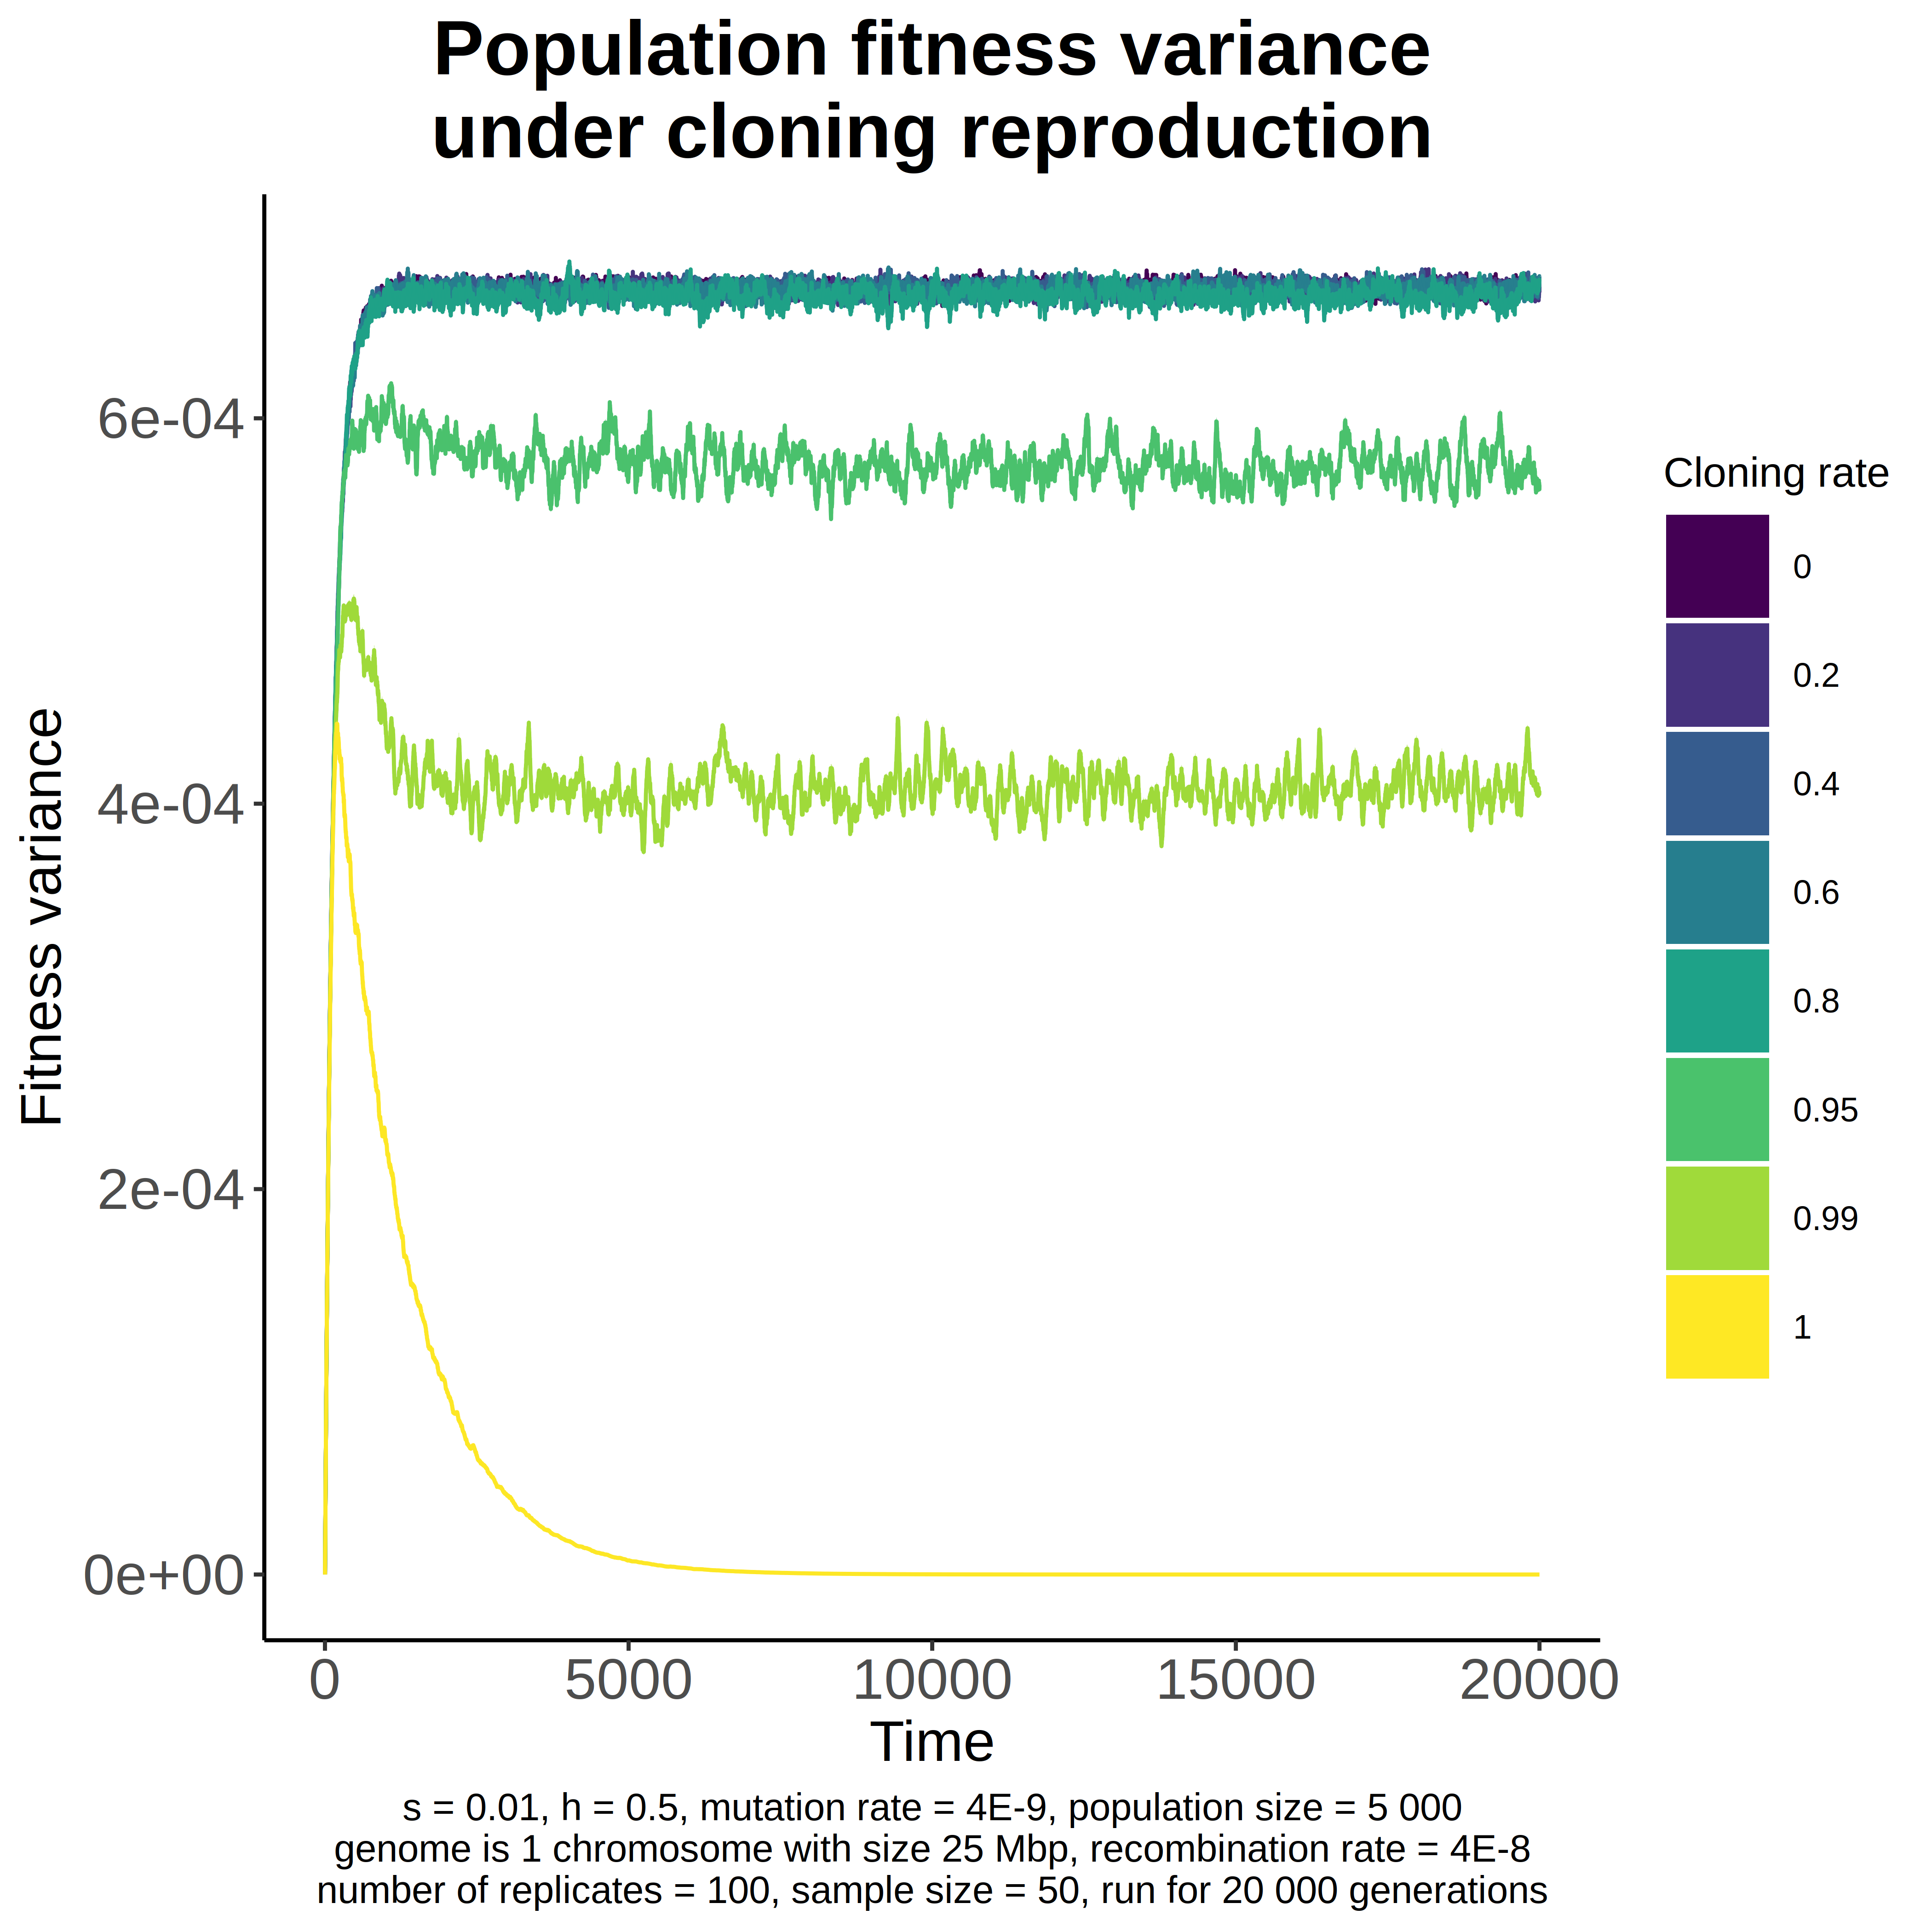 Population fitness variance
under cloning reproduction
Fitness variance
6e-04
4e-04
2e-04
0e+00
0
5000
10000
15000
20000
Time
Cloning rate
0
0.2
0.4
0.6
0.8
0.95
0.99
1
s = 0.01, h = 0.5, mutation rate = 4E-9, population size = 5 000
genome is 1 chromosome with size 25 Mbp, recombination rate = 4E-8
number of replicates = 100, sample size = 50, run for 20 000 generations